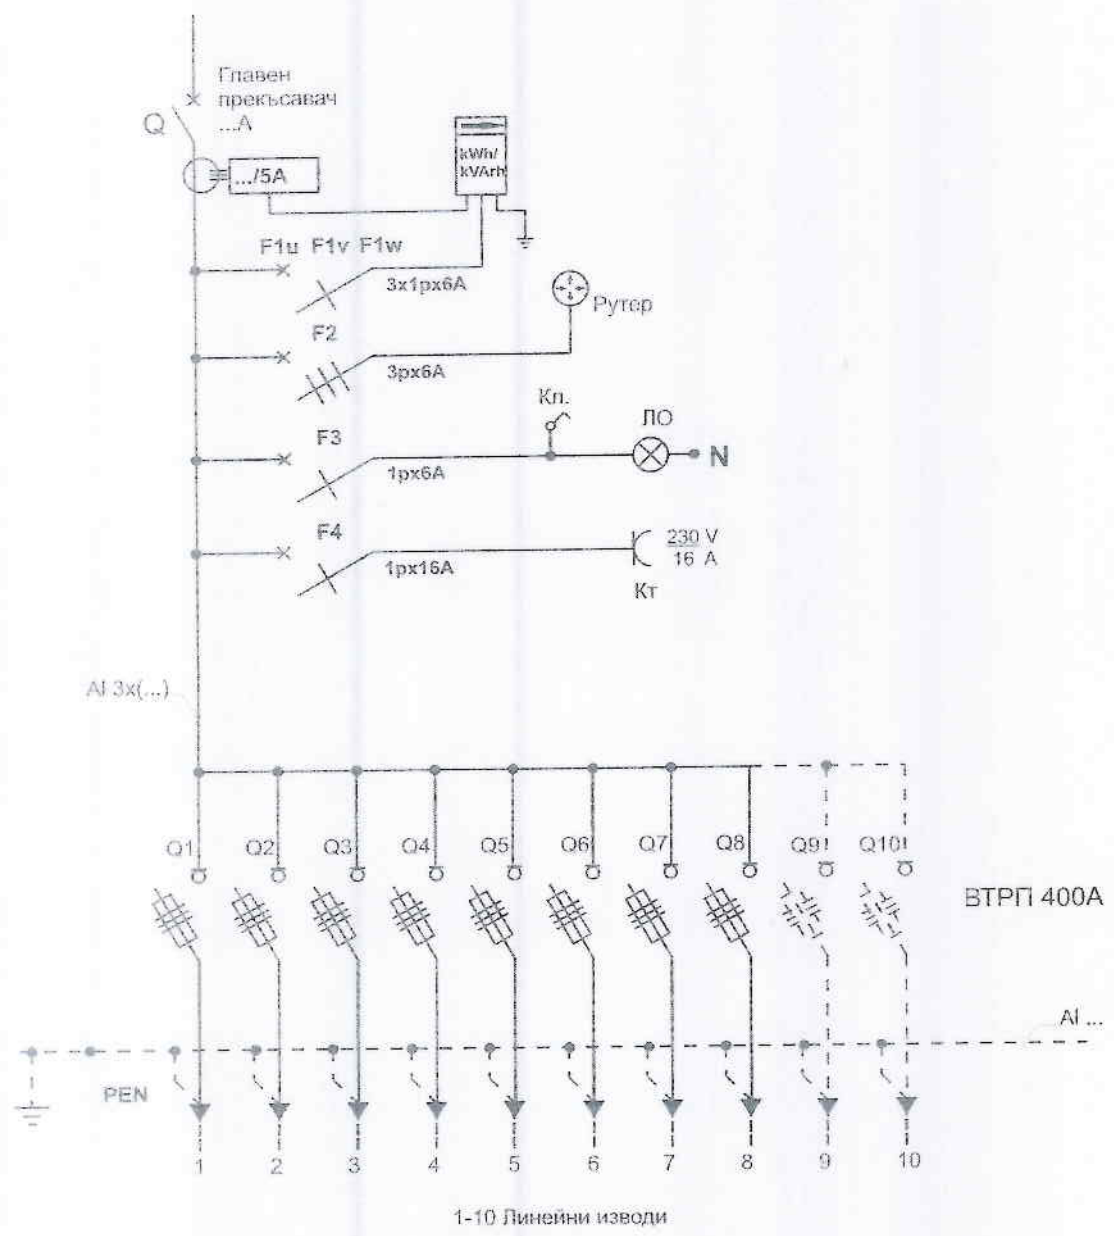 Главен
прекъсавач
...A
Q
.../5A
kWh/
kVArh
F1u F1v F1w
3x1px6A
Рутер
F2
3px6A
Кл.
ЛО
F3
1px6A
N
F4
1px16A
230 V
16 A
Кт
Al 3x(...)
Q1 Q2 Q3 Q4 Q5 Q6 Q7 Q8 Q9 Q10
ВТРП 400A
Al ...
PEN
1 2 3 4 5 6 7 8 9 10
1-10 Линейни изводи